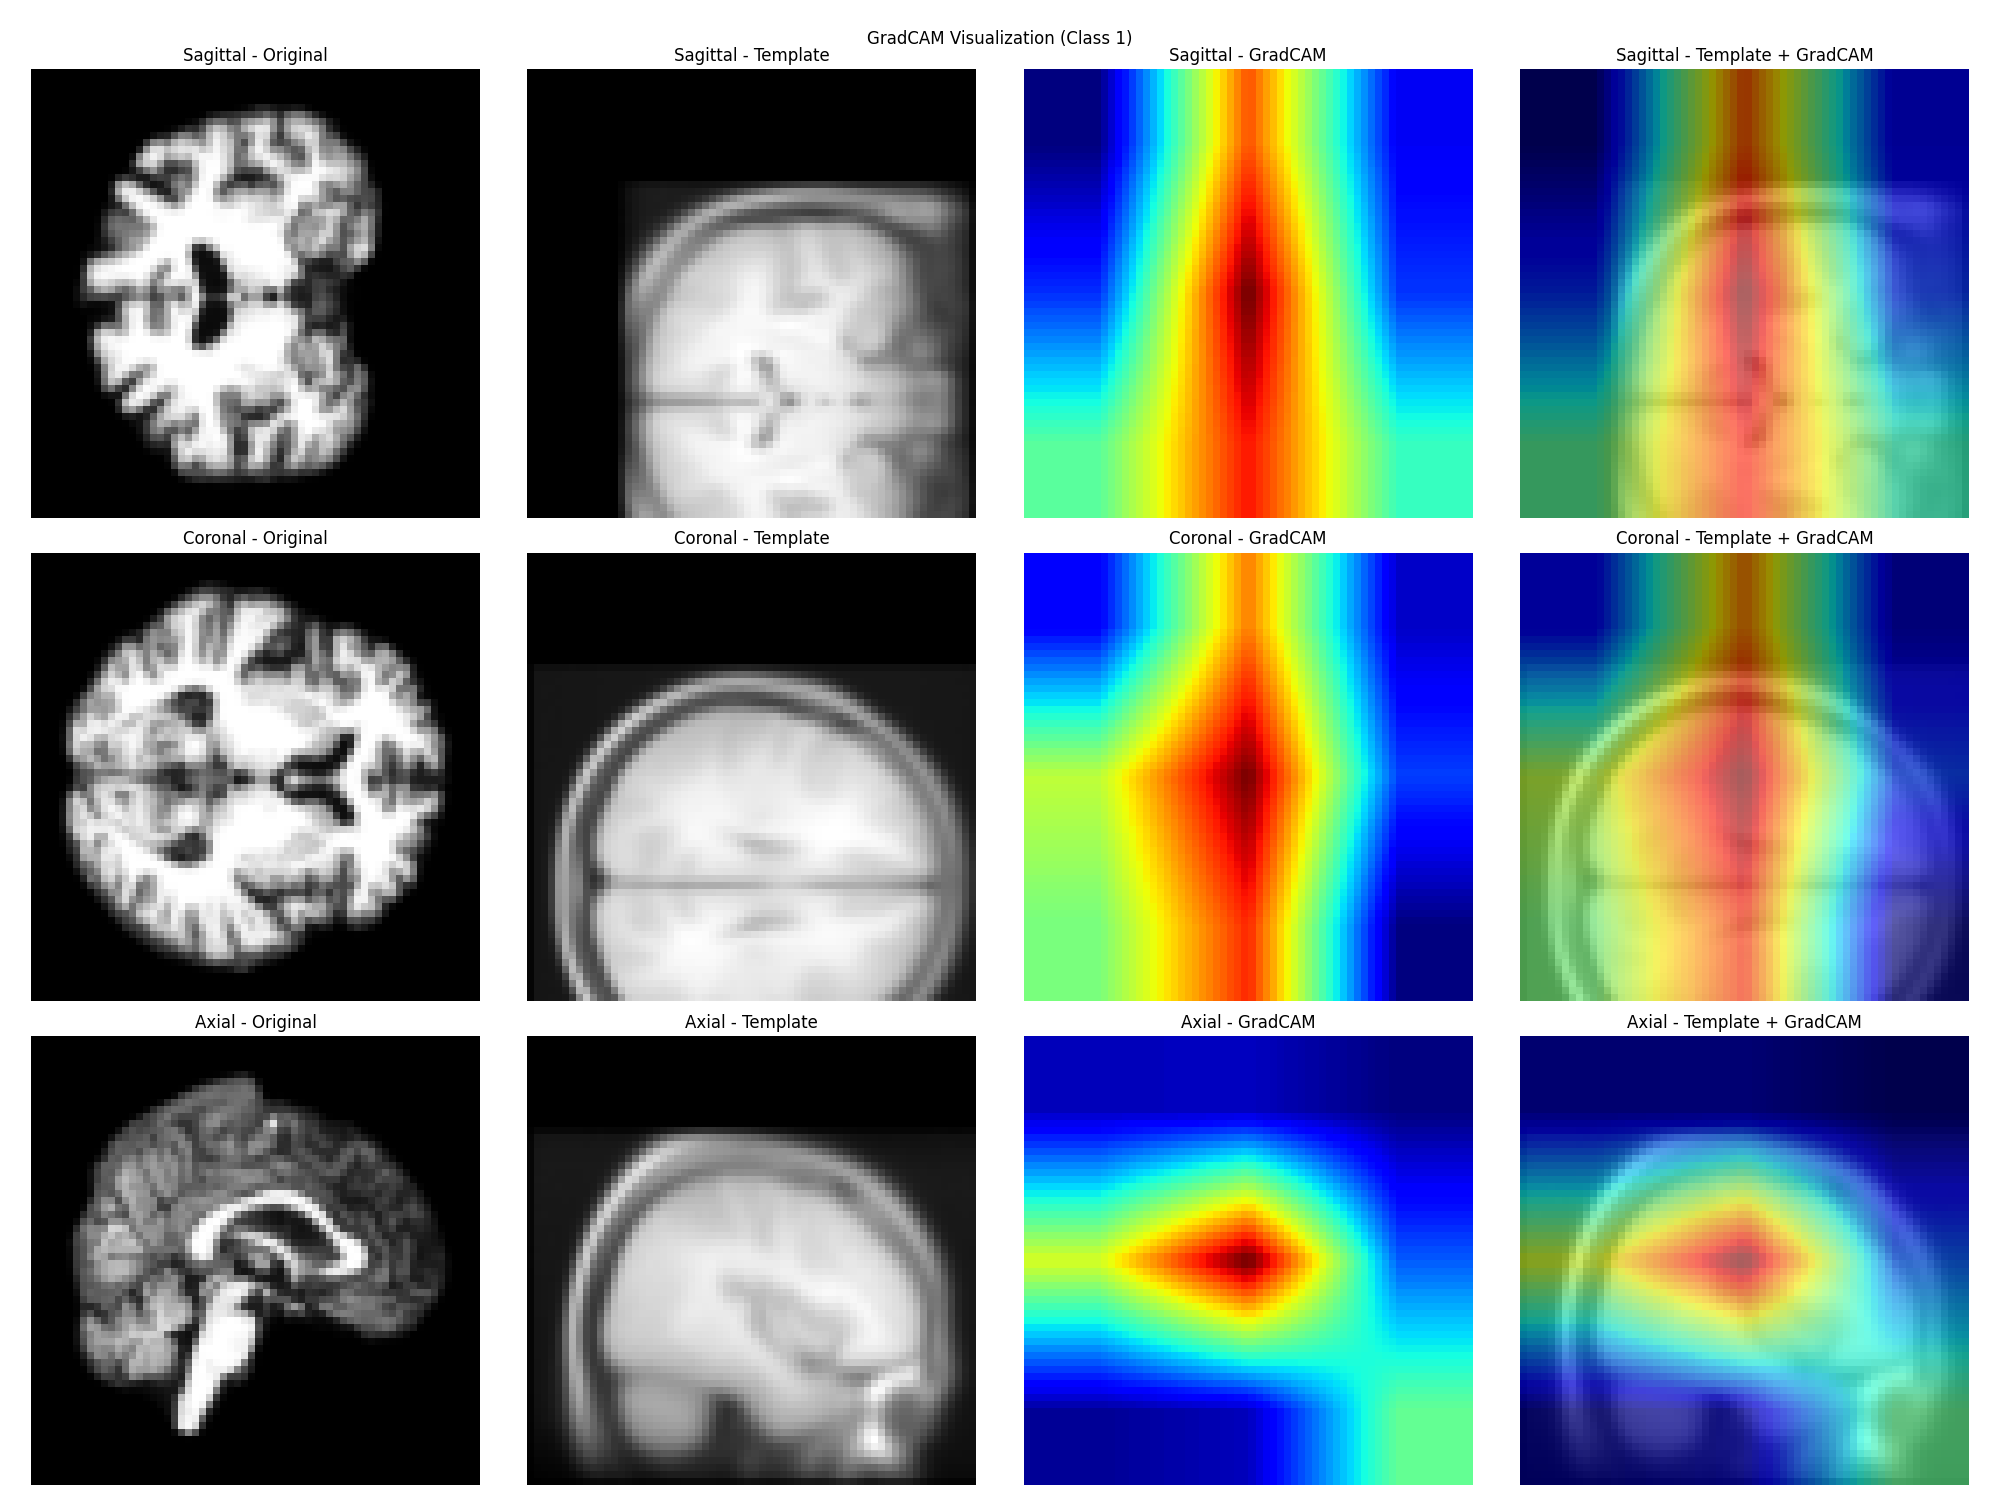 GradCAM Visualization (Class 1)
Sagittal - Original
Sagittal - Template
Sagittal - GradCAM
Sagittal - Template + GradCAM
Coronal - Original
Coronal - Template
Coronal - GradCAM
Coronal - Template + GradCAM
Axial - Original
Axial - Template
Axial - GradCAM
Axial - Template + GradCAM